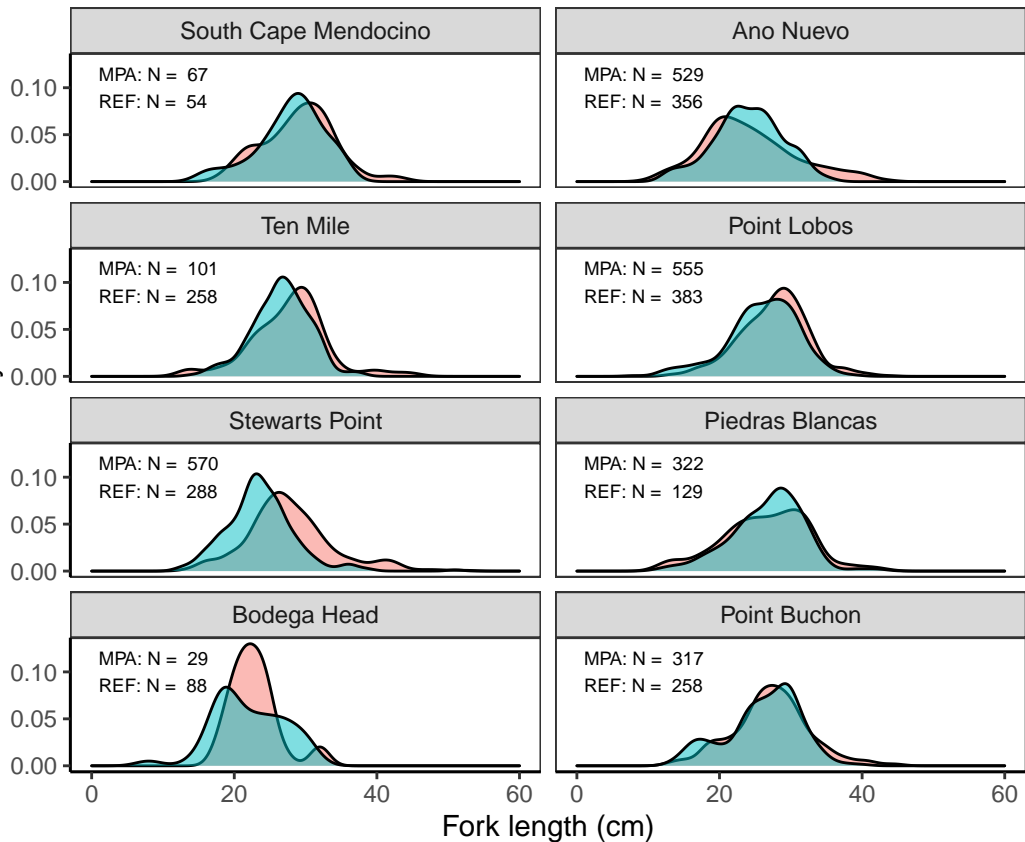 South Cape Mendocino
MPA: N = 67
REF: N = 54
0.10
0.05
0.00
Ano Nuevo
MPA: N = 529
REF: N = 356
Ten Mile
MPA: N = 101
REF: N = 258
0.10
0.05
0.00
Point Lobos
MPA: N = 555
REF: N = 383
Stewarts Point
MPA: N = 570
REF: N = 288
0.10
0.05
0.00
Piedras Blancas
MPA: N = 322
REF: N = 129
Bodega Head
MPA: N = 29
REF: N = 88
0.10
0.05
0.00
Point Buchon
MPA: N = 317
REF: N = 258
0 20 40 60
0 20 40 60
Fork length (cm)